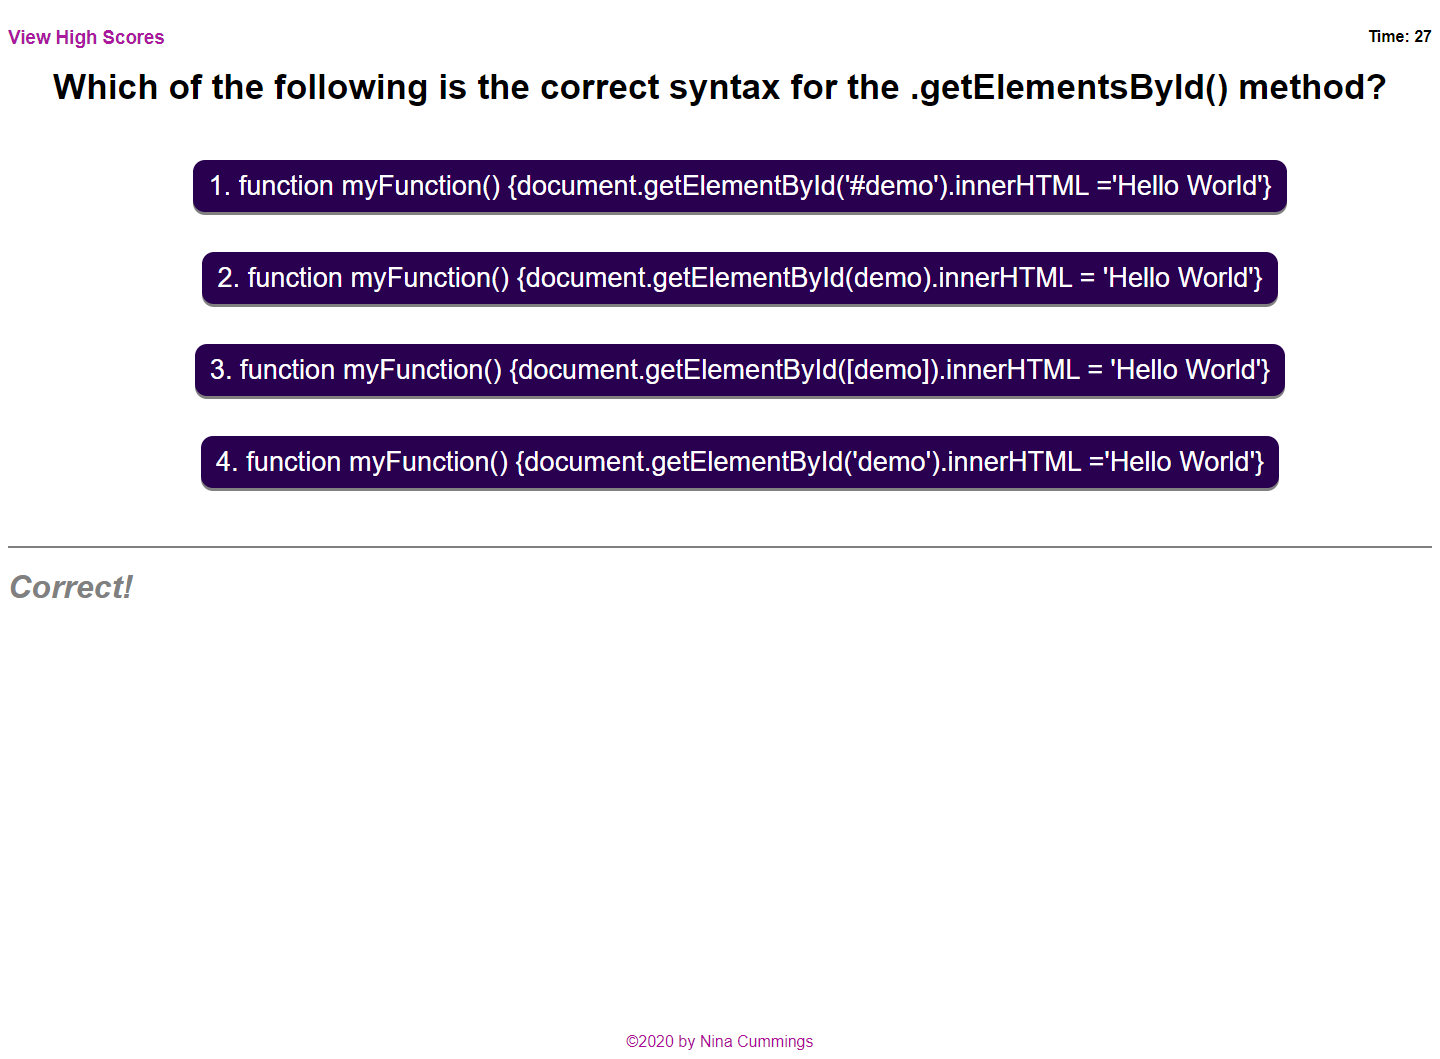 View High Scores
Time: 27
Which of the following is the correct syntax for the .getElementsById() method?
1. function myFunction() {document.getElementById('#demo').innerHTML ='Hello World'}
2. function myFunction() {document.getElementById(demo).innerHTML = 'Hello World'}
3. function myFunction() {document.getElementById([demo]).innerHTML = 'Hello World'}
4. function myFunction() {document.getElementById('demo').innerHTML ='Hello World'}
Correct!
©2020 by Nina Cummings